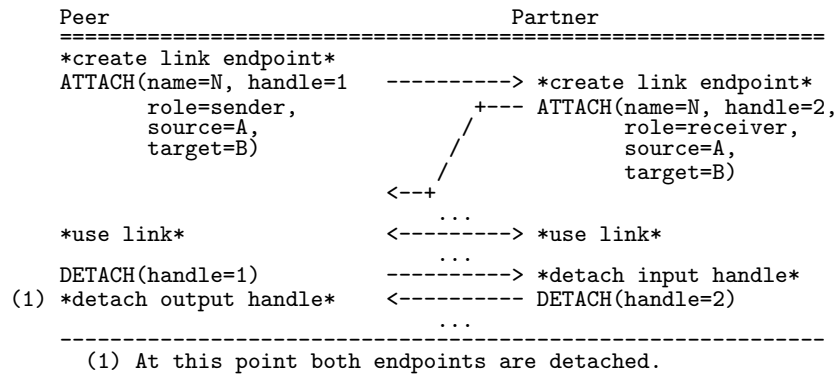 Peer                                Partner
=============================================================
*create link endpoint*
ATTACH(name=N, handle=1   ----------> *create link endpoint*
       role=sender,              +--- ATTACH(name=N, handle=2,
       source=A,                /            role=receiver,
       target=B)               /             source=A,
                              /              target=B)
                          <--+
                              ...
*use link*                <---------> *use link*
                              ...
DETACH(handle=1)          ----------> *detach input handle*
(1) *detach output handle*    <---------- DETACH(handle=2)
                              ...
-------------------------------------------------------------
(1) At this point both endpoints are detached.